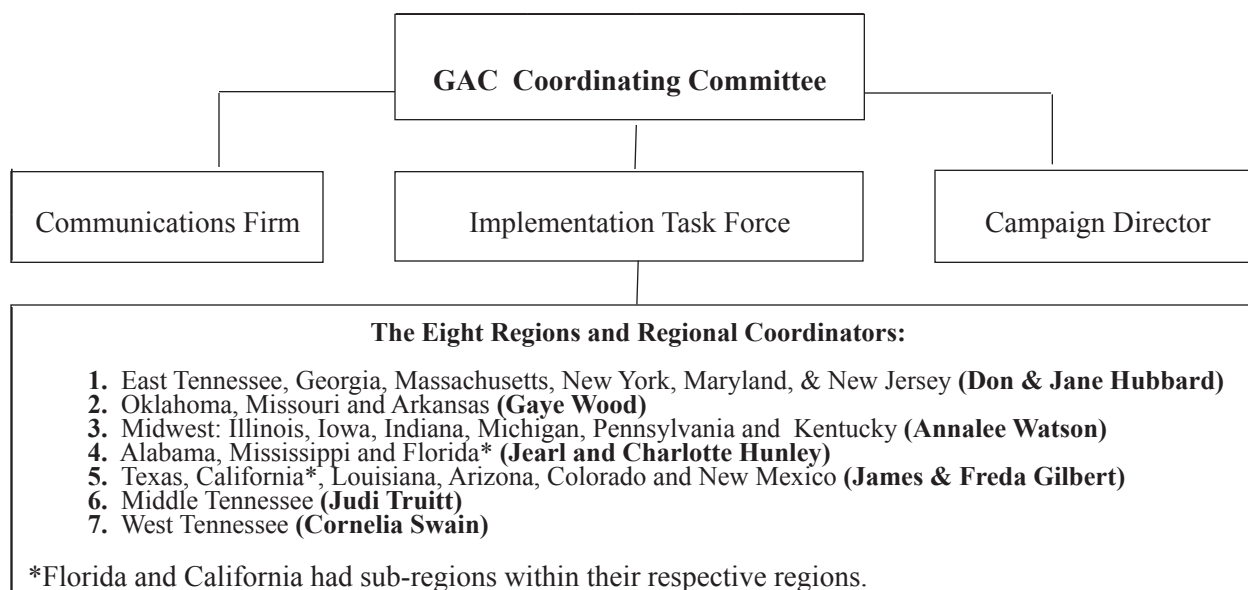 GAC Coordinating Committee
Communications Firm
Implementation Task Force
Campaign Director
The Eight Regions and Regional Coordinators:
1. East Tennessee, Georgia, Massachusetts, New York, Maryland, & New Jersey (Don & Jane Hubbard)
2. Oklahoma, Missouri and Arkansas (Gaye Wood)
3. Midwest: Illinois, Iowa, Indiana, Michigan, Pennsylvania and Kentucky (Annalee Watson)
4. Alabama, Mississippi and Florida* (Jearl and Charlotte Hunley)
5. Texas, California*, Louisiana, Arizona, Colorado and New Mexico (James & Freda Gilbert)
6. Middle Tennessee (Judi Truitt)
7. West Tennessee (Cornelia Swain)
*Florida and California had sub-regions within their respective regions.